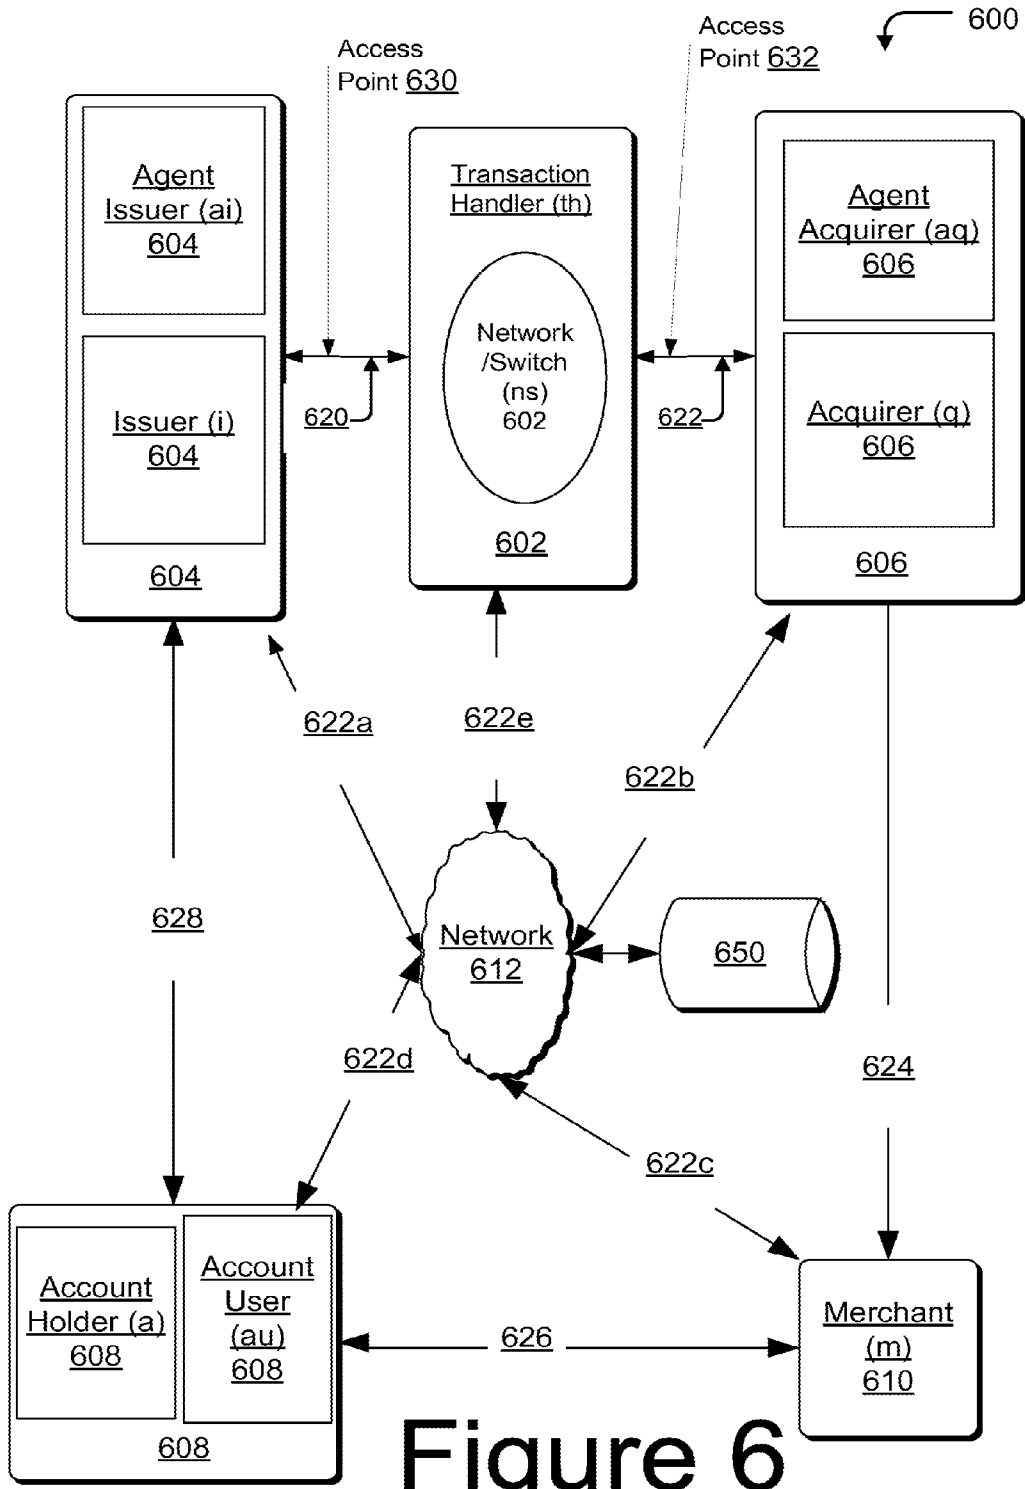 600
Access
Point 630
Access
Point 632
Agent
Issuer (ai)
604
Issuer (i)
604
604
Transaction
Handler (th)
Network
/Switch
(ns)
602
602
620
622
Agent
Acquirer (aq)
606
Acquirer (q)
606
606
622a
622e
622b
628
Network
612
650
622d
624
622c
Account
Holder (a)
608
Account
User
(au)
608
608
626
Merchant
(m)
610
Figure 6